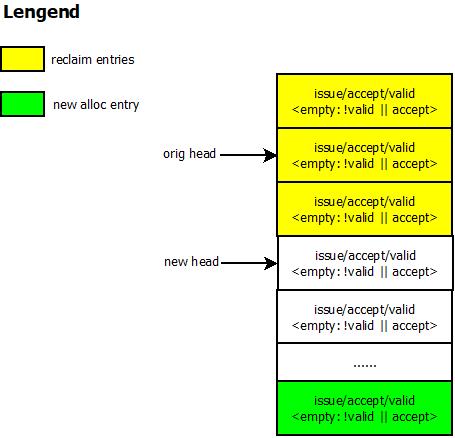 Lengend
reclaim entries
new alloc entry
issue/accept/valid
<empty: !valid || accept>
orig head
issue/accept/valid
<empty: !valid || accept>
issue/accept/valid
<empty: !valid || accept>
new head
issue/accept/valid
<empty: !valid || accept>
issue/accept/valid
<empty: !valid || accept>
......
issue/accept/valid
<empty: !valid || accept>